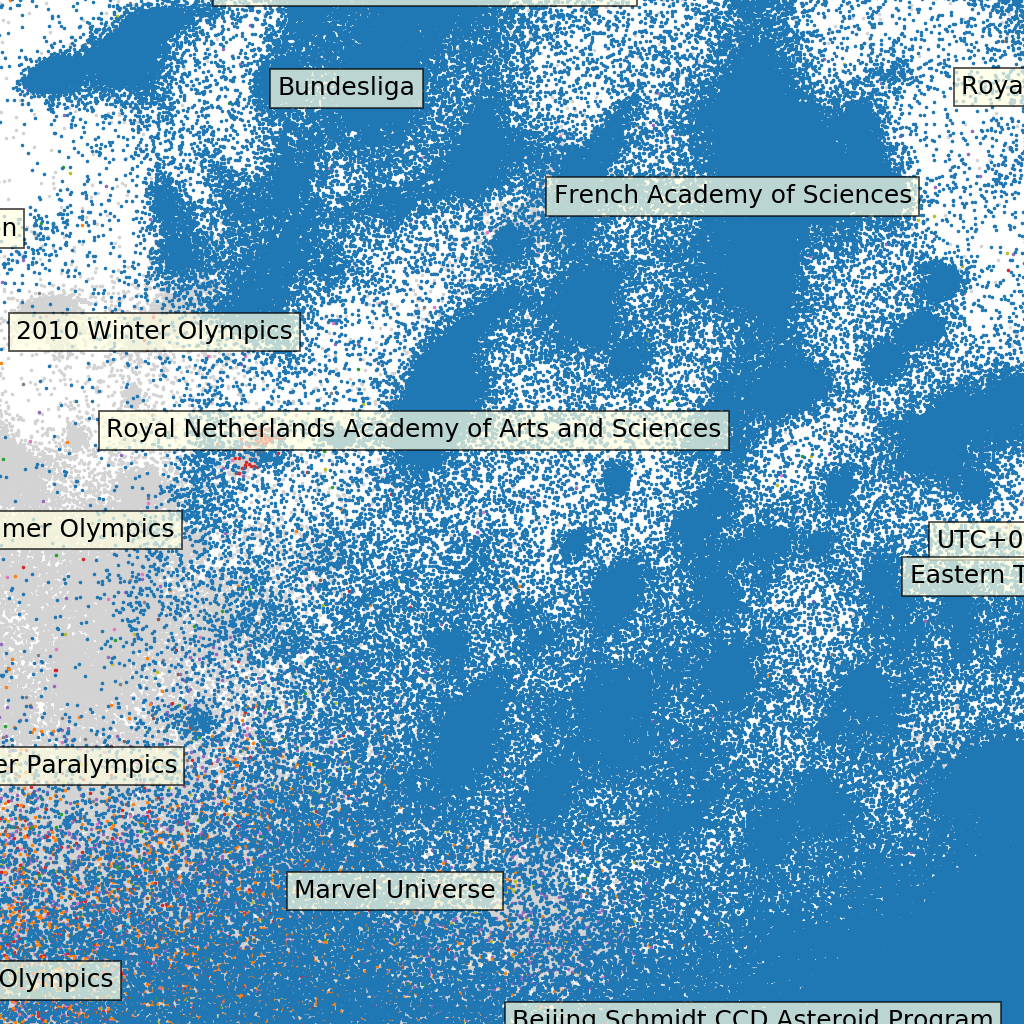 Bundesliga
Roya
French Academy of Sciences
n
2010 Winter Olympics
Royal Netherlands Academy of Arts and Sciences
mer Olympics
UTC+0
Eastern T
er Paralympics
Marvel Universe
Olympics
Beijing Schmidt CCD Asteroid Program